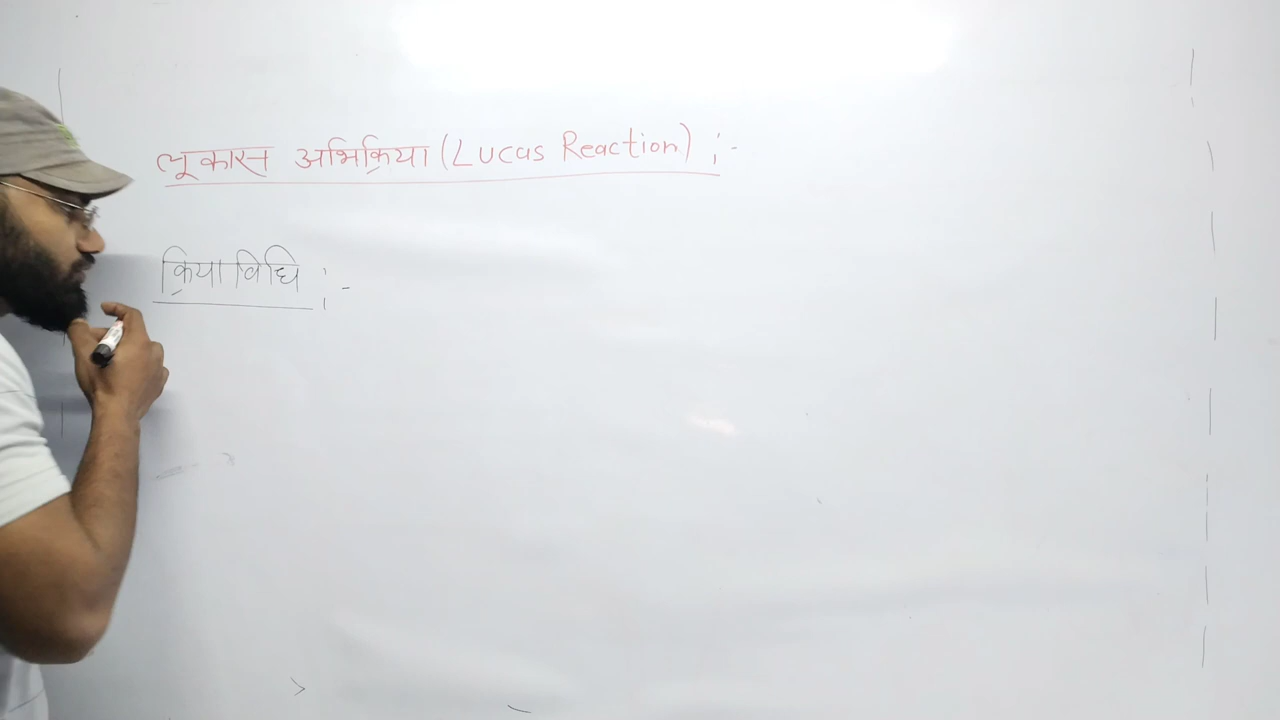 लूकास अभिक्रिया (Lucas Reaction) :-
क्रिया विधि :-